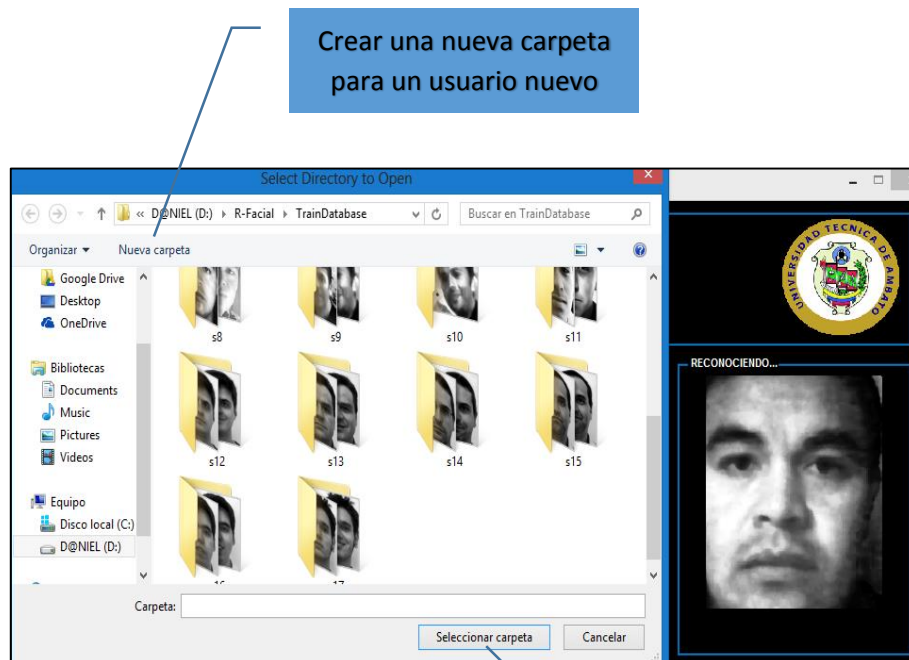 Crear una nueva carpeta
para un usuario nuevo
Select Directory to Open
« D@NIEL (D:) ▸ R-Facial ▸ TrainDatabase
Buscar en TrainDatabase
Organizar
Nueva carpeta
Google Drive
Desktop
OneDrive
Bibliotecas
Documents
Music
Pictures
Videos
Equipo
Disco local (C:)
D@NIEL (D:)
s8
s9
s10
s11
s12
s13
s14
s15
Carpeta:
Seleccionar carpeta
Cancelar
UNIVERSIDAD TECNICA DE AMBATO
RECONOCIENDO...